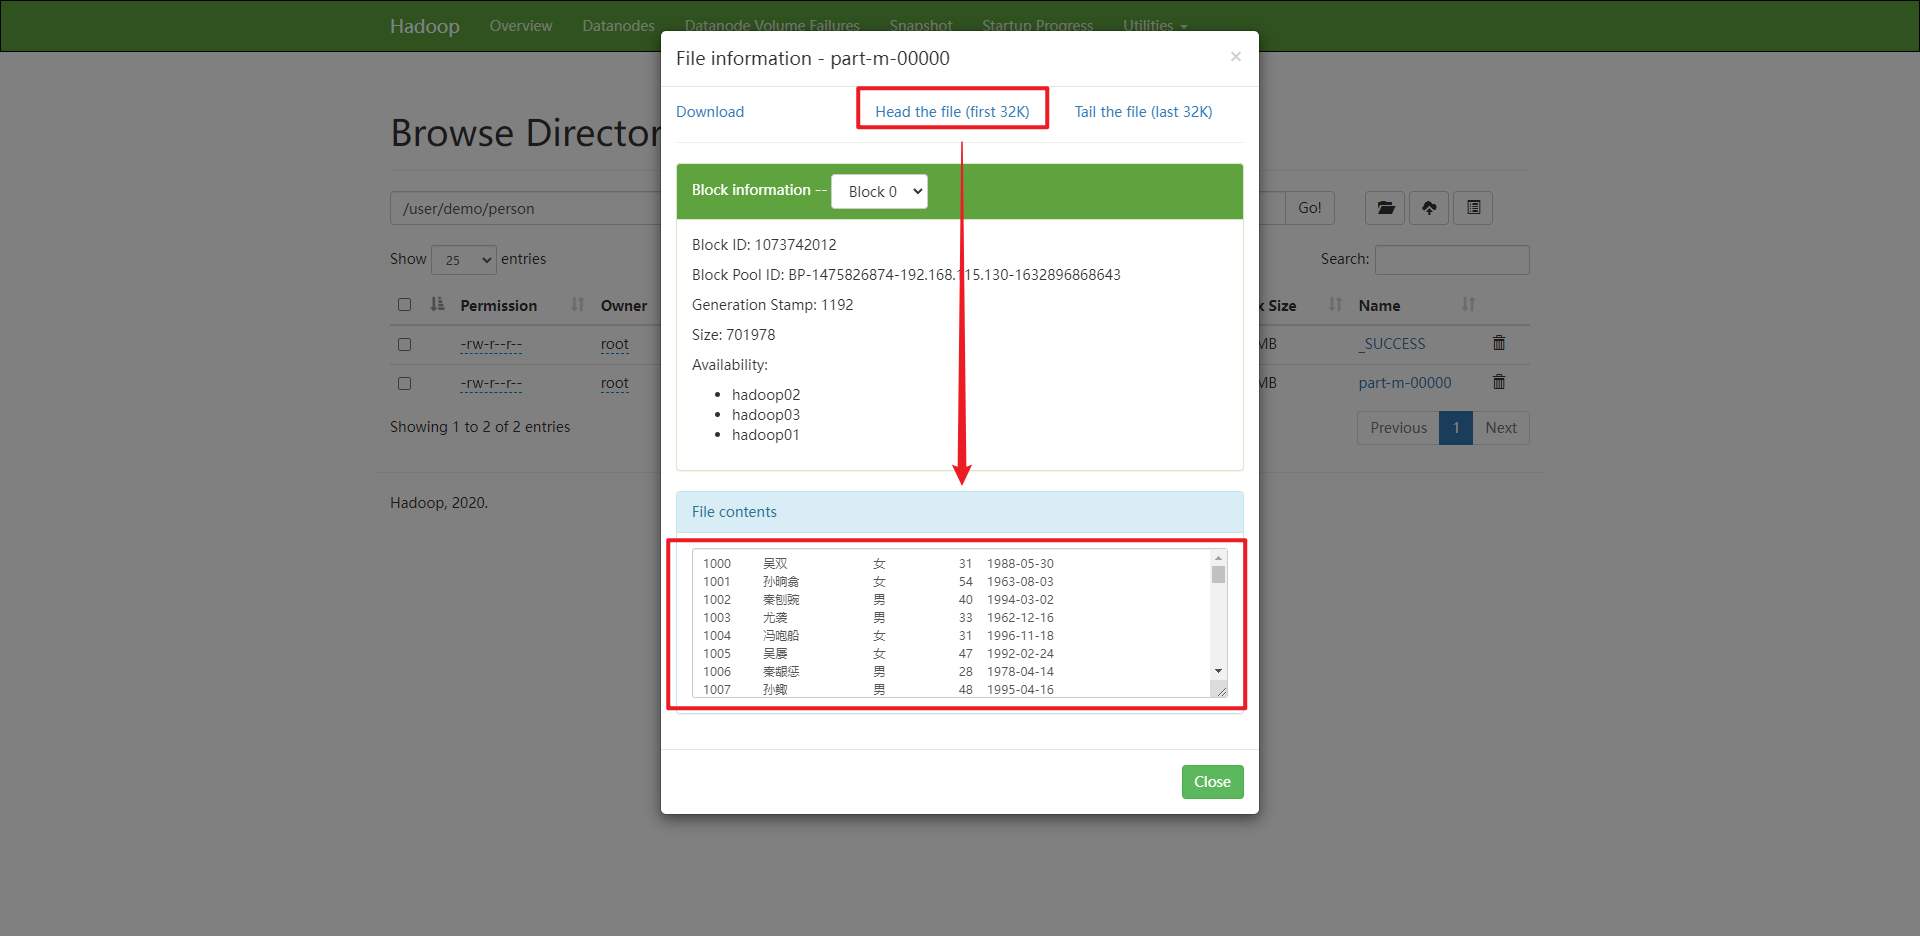 Hadoop Overview Datanodes Datanode Volume Failures Snapshot Startup Progress Utilities
File information - part-m-00000 ×
Download Head the file (first 32K) Tail the file (last 32K)
Browse Director
Block information -- Block 0
/user/demo/person Go!
Show 25 entries Search:
Block ID: 1073742012
Block Pool ID: BP-1475826874-192.168.115.130-1632896868643
Generation Stamp: 1192
Size: 701978
Availability:
hadoop02
hadoop03
hadoop01
Permission Owner k Size Name
-rw-r--r-- root MB _SUCCESS
-rw-r--r-- root MB part-m-00000
Showing 1 to 2 of 2 entries Previous 1 Next
Hadoop, 2020.
File contents
1000 吴双 女 31 1988-05-30
1001 孙晌翕 女 54 1963-08-03
1002 秦刨豌 男 40 1994-03-02
1003 尤袭 男 33 1962-12-16
1004 冯咆船 女 31 1996-11-18
1005 吴屡 女 47 1992-02-24
1006 秦龈惩 男 28 1978-04-14
1007 孙鲰 男 48 1995-04-16
Close